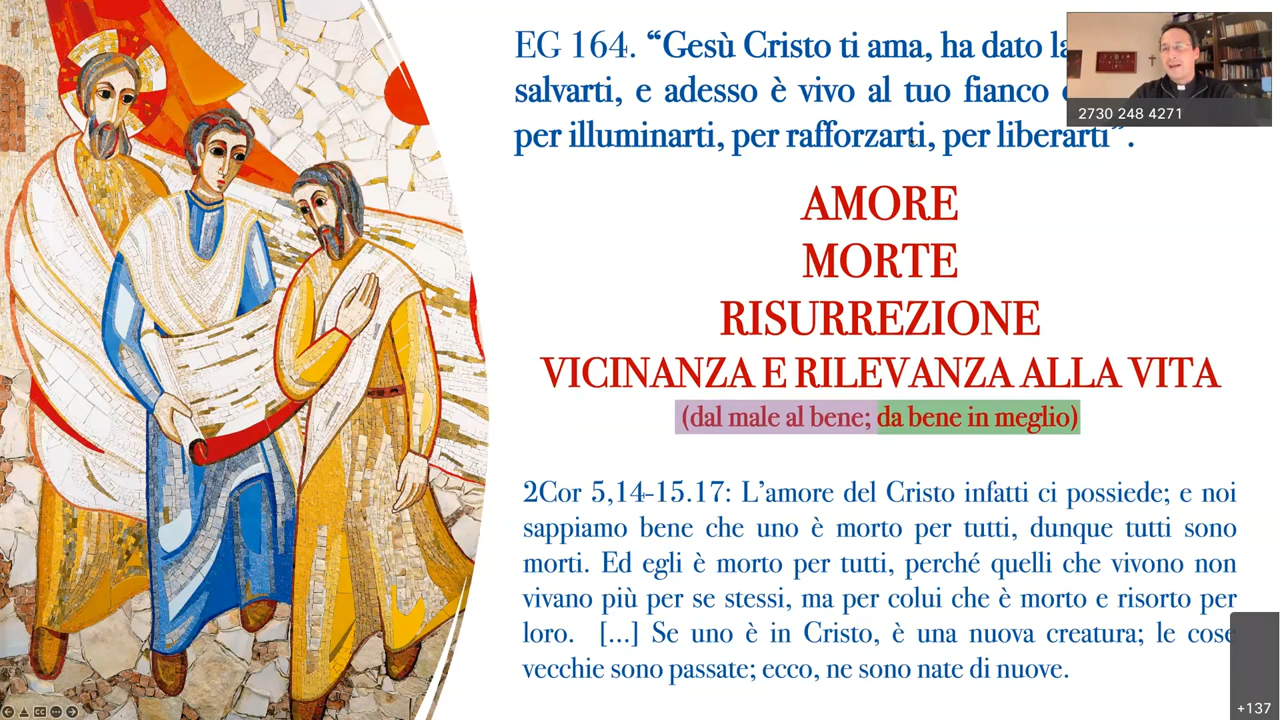 EG 164. “Gesù Cristo ti ama, ha dato la
salvarti, e adesso è vivo al tuo fianco
per illuminarti, per rafforzarti, per liberarti”.
2730 248 4271
AMORE
MORTE
RISURREZIONE
VICINANZA E RILEVANZA ALLA VITA
(dal male al bene; da bene in meglio)
2Cor 5,14-15.17: L’amore del Cristo infatti ci possiede; e noi
sappiamo bene che uno è morto per tutti, dunque tutti sono
morti. Ed egli è morto per tutti, perché quelli che vivono non
vivano più per se stessi, ma per colui che è morto e risorto per
loro. [...] Se uno è in Cristo, è una nuova creatura; le cose
vecchie sono passate; ecco, ne sono nate di nuove.
+137